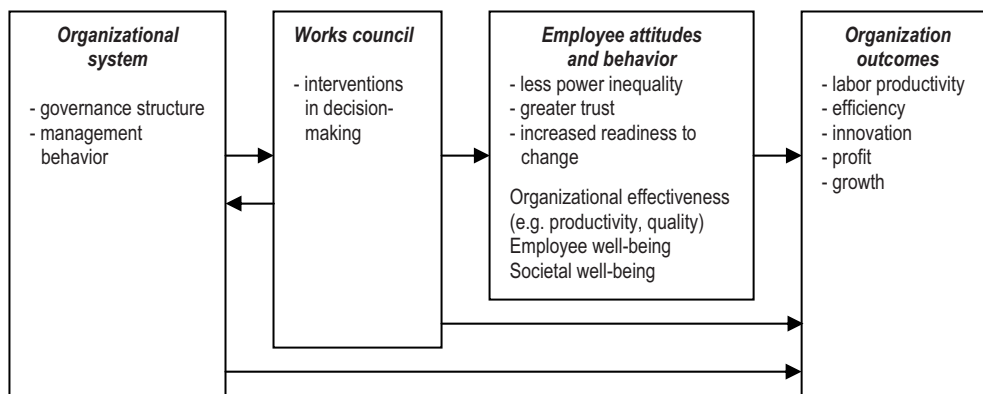 Organizational
system
- governance structure
- management
behavior
Works council
- interventions
in decision-
making
Employee attitudes
and behavior
- less power inequality
- greater trust
- increased readiness to
change
Organizational effectiveness
(e.g. productivity, quality)
Employee well-being
Societal well-being
Organization
outcomes
- labor productivity
- efficiency
- innovation
- profit
- growth